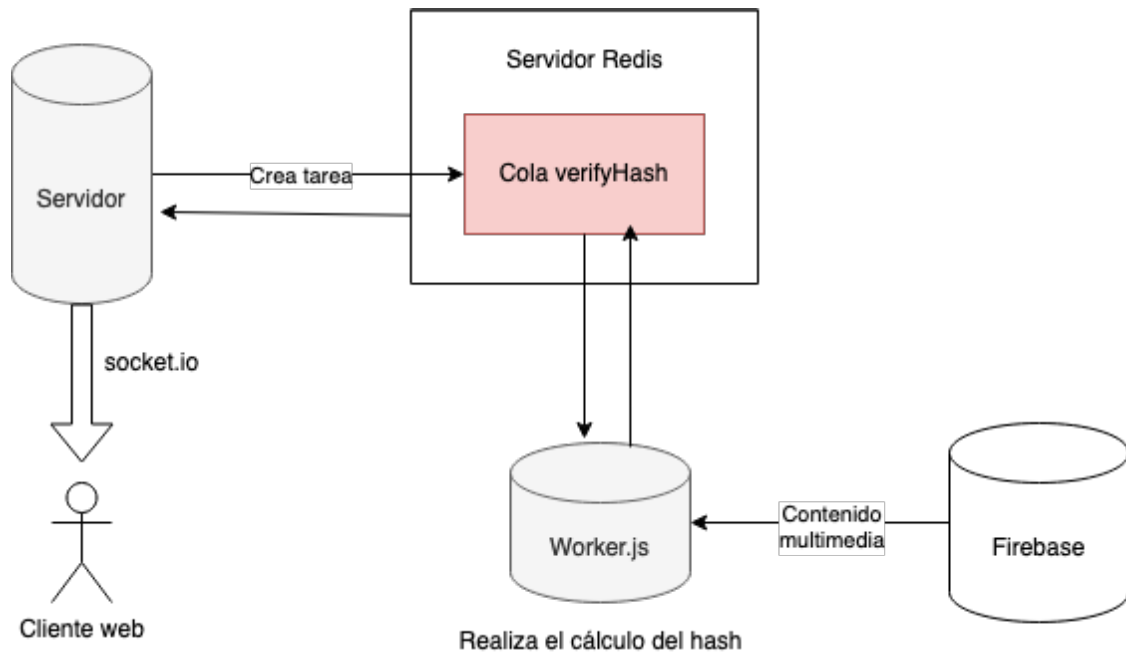 Servidor Redis
Cola verifyHash
Crea tarea
Servidor
socket.io
Cliente web
Worker.js
Realiza el cálculo del hash
Contenido
multimedia
Firebase